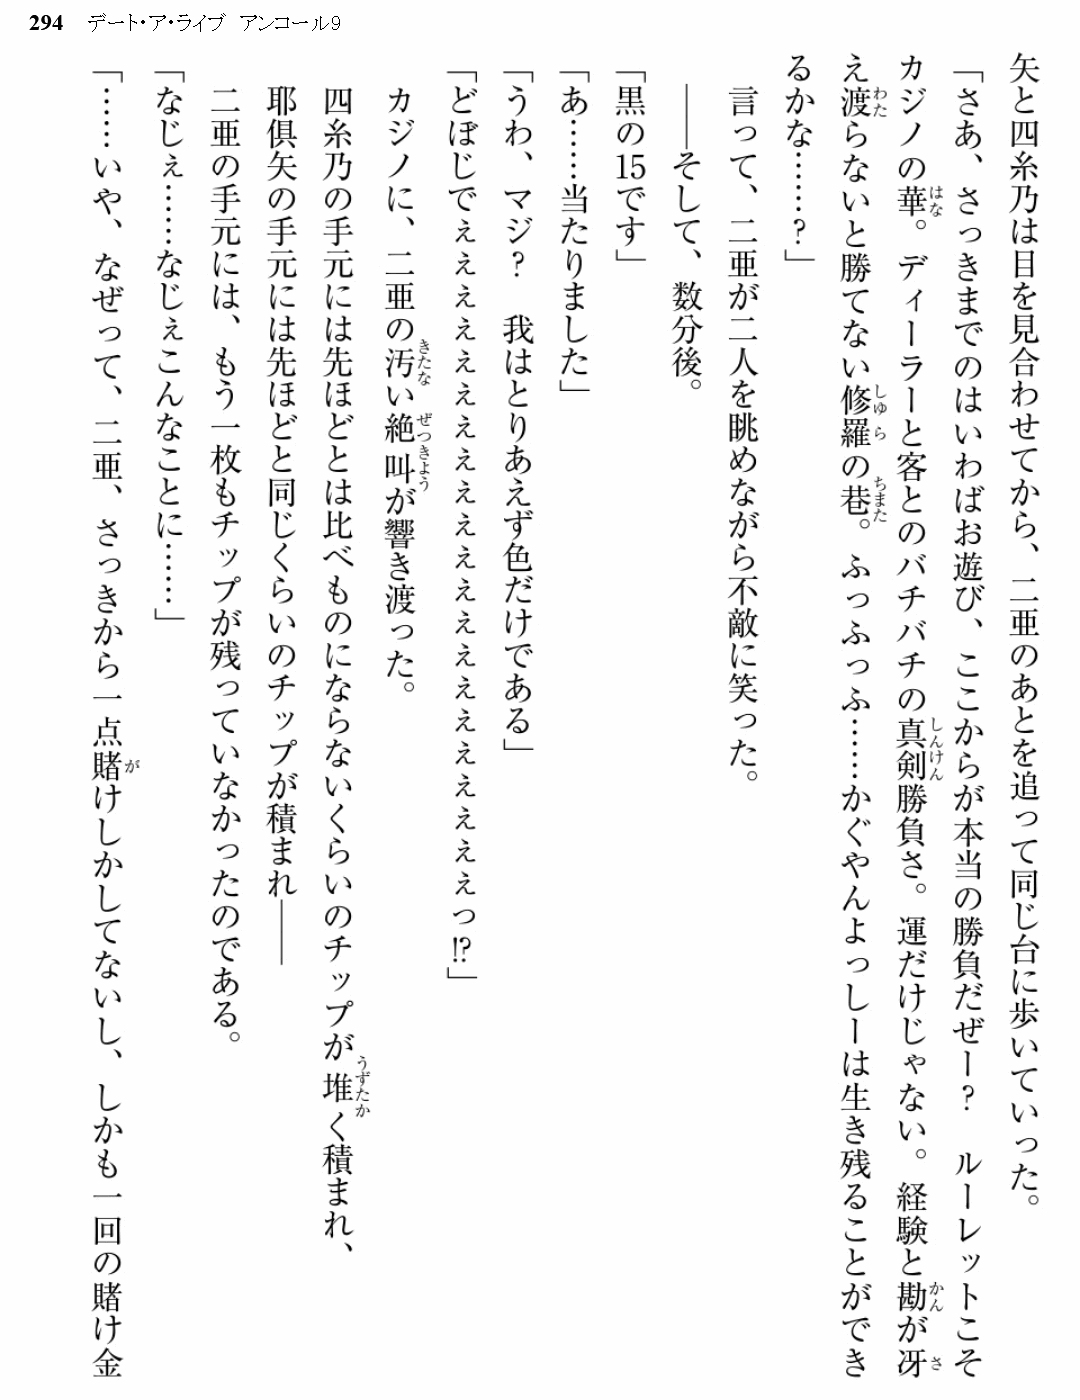 294 デート・ア・ライブ アンコール9
矢と四糸乃は目を見合わせてから、二亜のあとを追って同じ台に歩いていった。
「さあ、さっきまでのはいわばお遊び、ここからが本当の勝負だぜー？　ルーレットこそ
カジノの華。ディーラーと客とのバチバチの真剣勝負さ。運だけじゃない。経験と勘が冴
え渡らないと勝てない修羅の巷。ふっふっふ……かぐやんよっしーは生き残ることができ
るかな……？」
言って、二亜が二人を眺めながら不敵に笑った。
――そして、数分後。
「黒の15です」
「あ……当たりました」
「うわ、マジ？　我はとりあえず色だけである」
「どぼじでぇぇぇぇぇぇぇぇぇぇぇぇぇぇぇぇぇぇぇぇぇっ!?」
カジノに、二亜の汚い絶叫が響き渡った。
四糸乃の手元には先ほどとは比べものにならないくらいのチップが堆く積まれ、
耶倶矢の手元には先ほどと同じくらいのチップが積まれ――
二亜の手元には、もう一枚もチップが残っていなかったのである。
「なじぇ……なじぇこんなことに……」
「……いや、なぜって、二亜、さっきから一点賭けしかしてないし、しかも一回の賭け金